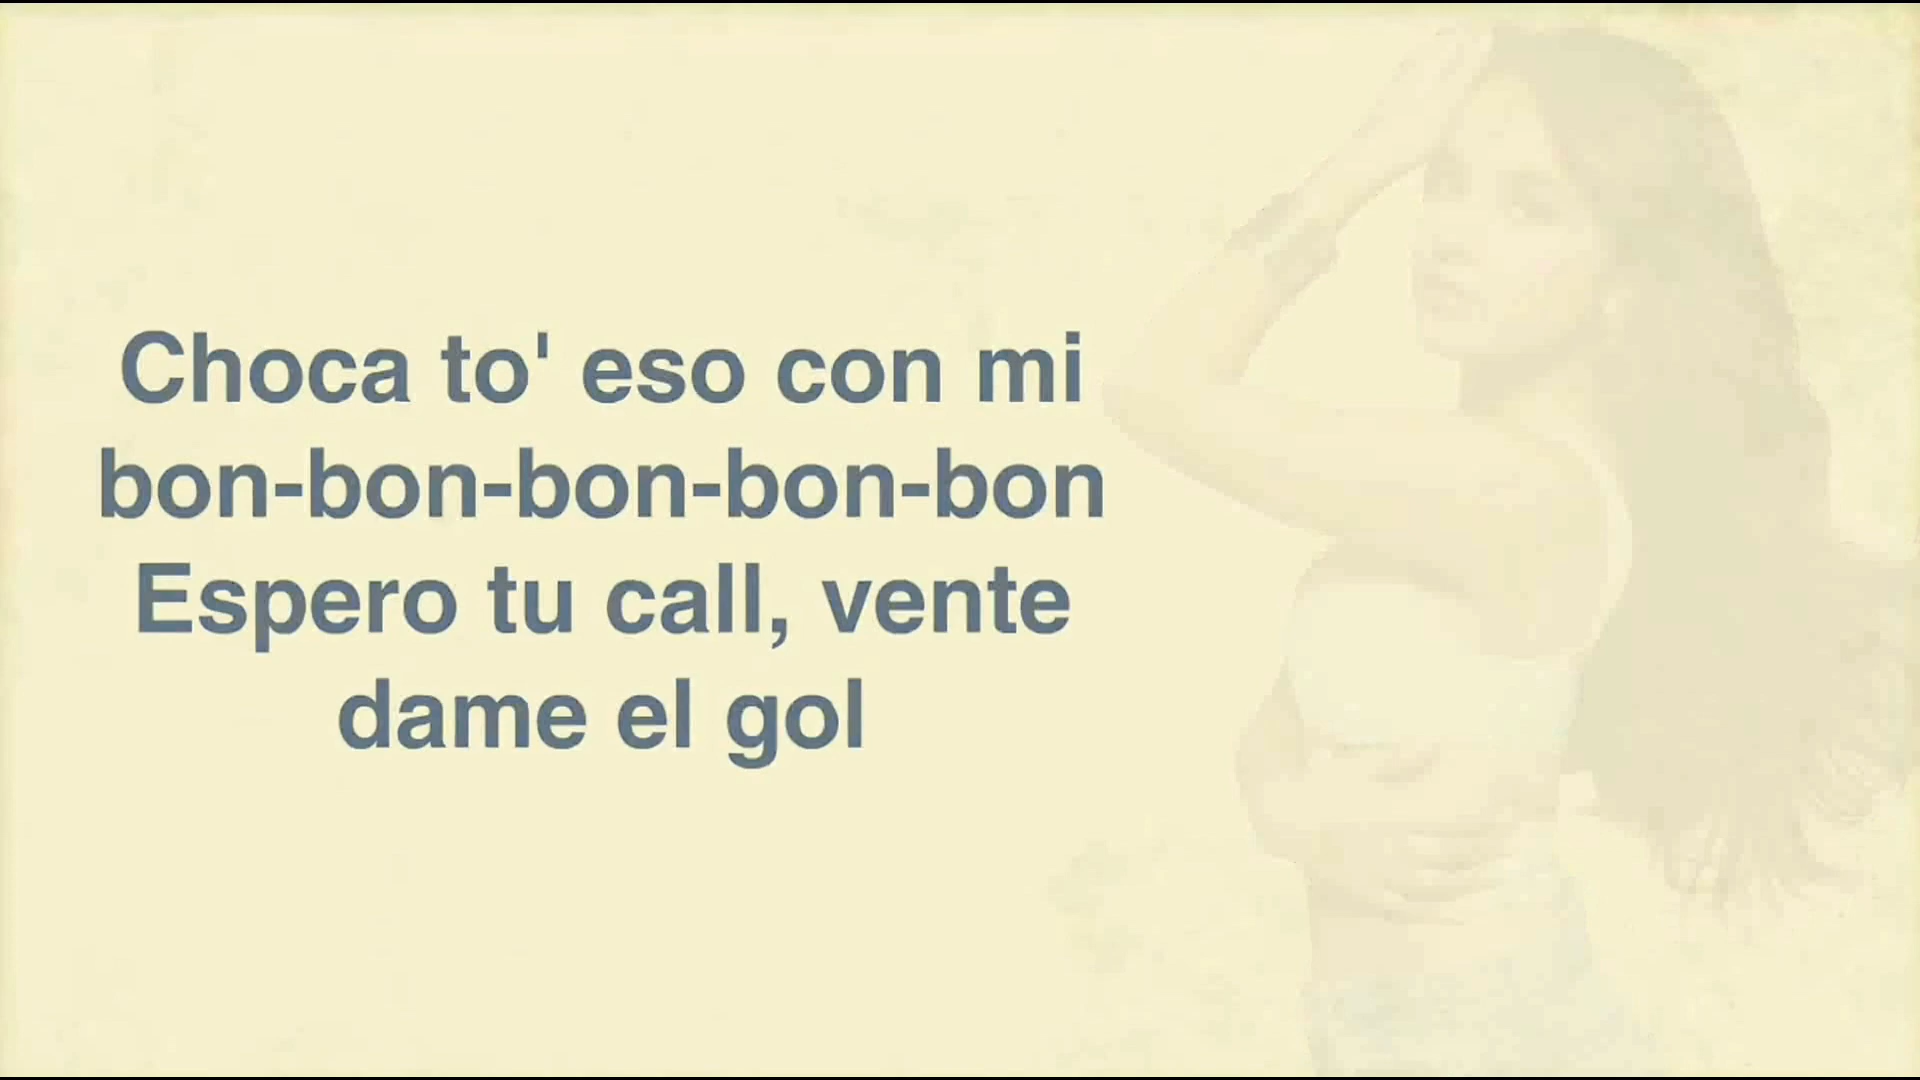 Choca to' eso con mi
bon-bon-bon-bon-bon
Espero tu call, vente
dame el gol